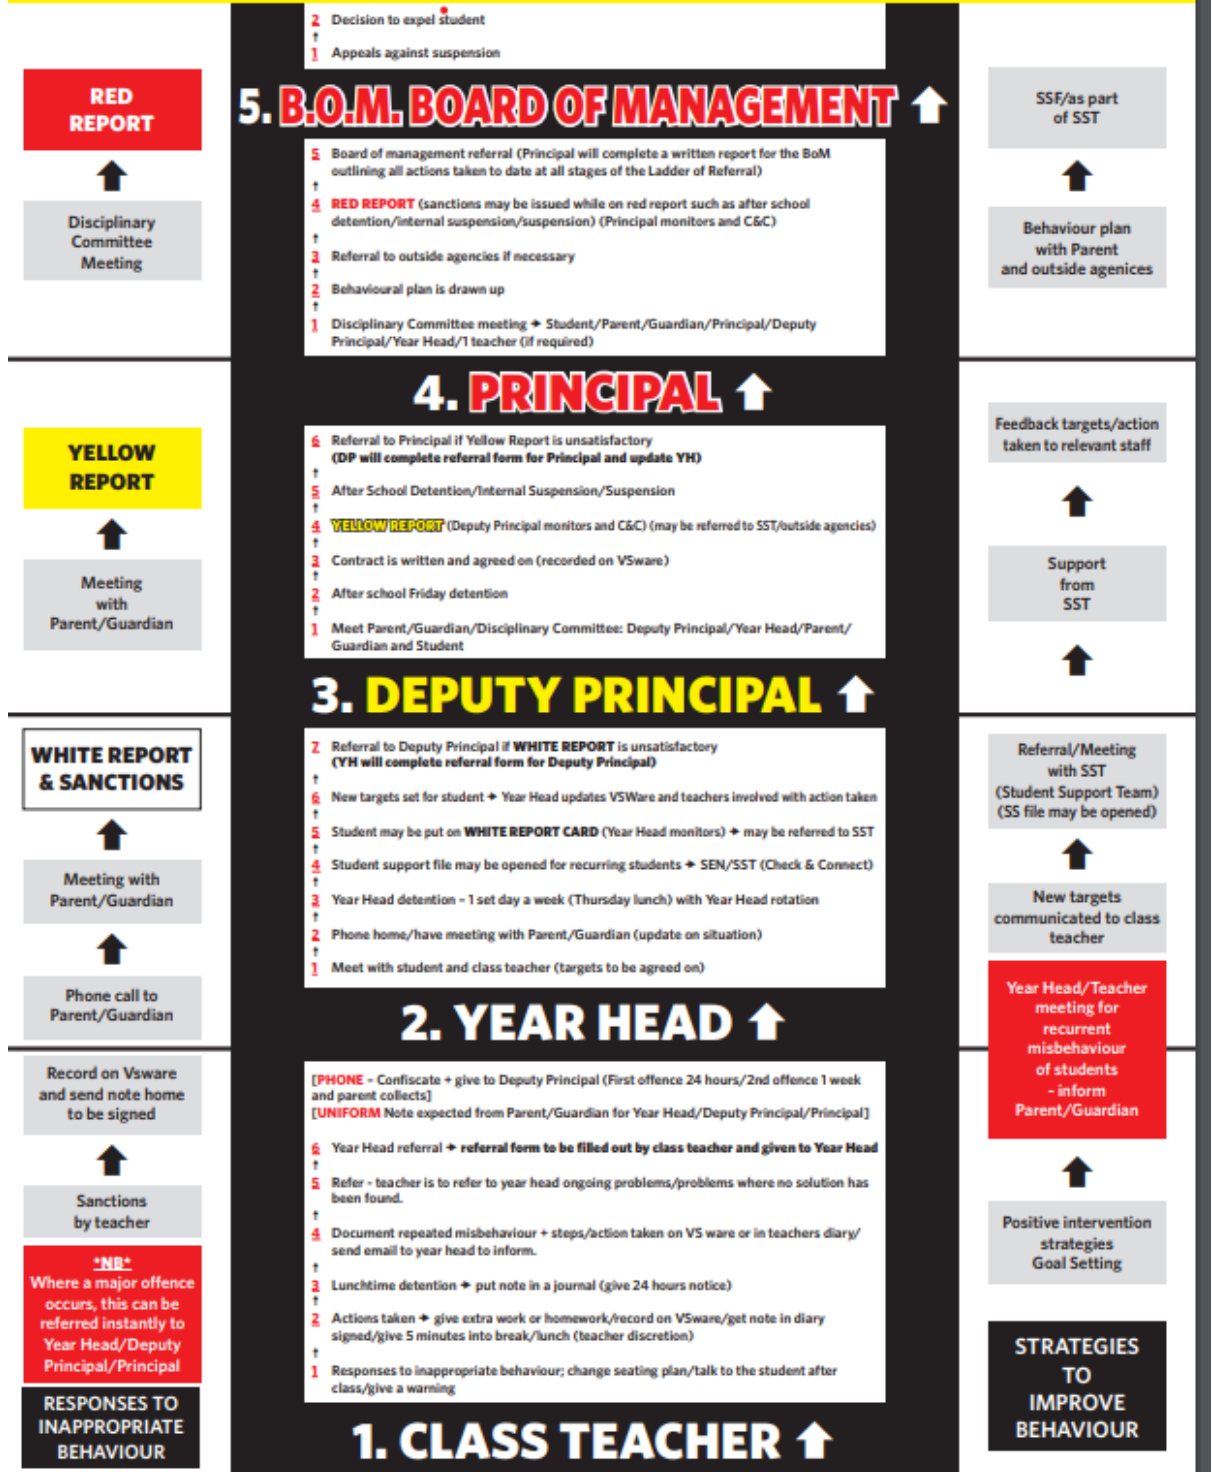 2 Decision to expel student
1 Appeals against suspension
5. B.O.M. BOARD OF MANAGEMENT
5 Board of management referral (Principal will complete a written report for the BoM
outlining all actions taken to date at all stages of the Ladder of Referral)
4 RED REPORT (sanctions may be issued while on red report such as after school
detention/internal suspension/suspension) (Principal monitors and C&C)
3 Referral to outside agencies if necessary
2 Behavioural plan is drawn up
1 Disciplinary Committee meeting → Student/Parent/Guardian/Principal/Deputy
Principal/Year Head/1 teacher (if required)
4. PRINCIPAL
6 Referral to Principal if Yellow Report is unsatisfactory
(DP will complete referral form for Principal and update YH)
5 After School Detention/Internal Suspension/Suspension
4 YELLOW REPORT (Deputy Principal monitors and C&C) (may be referred to SST/outside agencies)
3 Contract is written and agreed on (recorded on VSware)
2 After school Friday detention
1 Meet Parent/Guardian/Disciplinary Committee: Deputy Principal/Year Head/Parent/
Guardian and Student
3. DEPUTY PRINCIPAL
7 Referral to Deputy Principal if WHITE REPORT is unsatisfactory
(YH will complete referral form for Deputy Principal)
6 New targets set for student → Year Head updates VSWare and teachers involved with action taken
5 Student may be put on WHITE REPORT CARD (Year Head monitors) → may be referred to SST
4 Student support file may be opened for recurring students → SEN/SST (Check & Connect)
3 Year Head detention – 1 set day a week (Thursday lunch) with Year Head rotation
2 Phone home/have meeting with Parent/Guardian (update on situation)
1 Meet with student and class teacher (targets to be agreed on)
2. YEAR HEAD
[PHONE – Confiscate + give to Deputy Principal (First offence 24 hours/2nd offence 1 week
and parent collects]
[UNIFORM Note expected from Parent/Guardian for Year Head/Deputy Principal/Principal]
6 Year Head referral → referral form to be filled out by class teacher and given to Year Head
5 Refer - teacher is to refer to year head ongoing problems/problems where no solution has
been found.
4 Document repeated misbehaviour + steps/action taken on VS ware or in teachers diary/
send email to year head to inform.
3 Lunchtime detention → put note in a journal (give 24 hours notice)
2 Actions taken → give extra work or homework/record on VSware/get note in diary
signed/give 5 minutes into break/lunch (teacher discretion)
1 Responses to inappropriate behaviour; change seating plan/talk to the student after
class/give a warning
1. CLASS TEACHER
RED
REPORT
Disciplinary
Committee
Meeting
YELLOW
REPORT
Meeting
with
Parent/Guardian
WHITE REPORT
& SANCTIONS
Meeting with
Parent/Guardian
Phone call to
Parent/Guardian
Record on Vsware
and send note home
to be signed
Sanctions
by teacher
*NB*
Where a major offence
occurs, this can be
referred instantly to
Year Head/Deputy
Principal/Principal
RESPONSES TO
INAPPROPRIATE
BEHAVIOUR
SSF/as part
of SST
Behaviour plan
with Parent
and outside agenices
Feedback targets/action
taken to relevant staff
Support
from
SST
Referral/Meeting
with SST
(Student Support Team)
(SS file may be opened)
New targets
communicated to class
teacher
Year Head/Teacher
meeting for
recurrent
misbehaviour
of students
- inform
Parent/Guardian
Positive intervention
strategies
Goal Setting
STRATEGIES
TO
IMPROVE
BEHAVIOUR